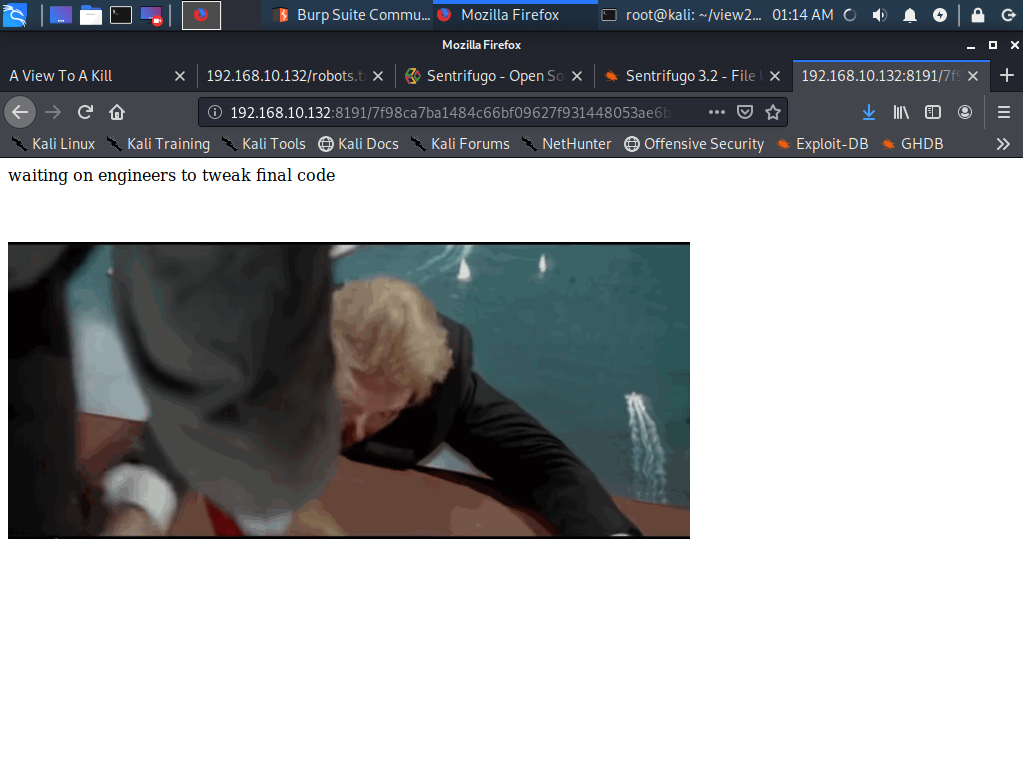 Burp Suite Commu... Mozilla Firefox root@kali: ~/view2... 01:14 AM
Mozilla Firefox
A View To A Kill 192.168.10.132/robots.t Sentrifugo - Open So Sentrifugo 3.2 - File 192.168.10.132:8191/7f9
192.168.10.132:8191/7f98ca7ba1484c66bf09627f931448053ae6b
Kali Linux Kali Training Kali Tools Kali Docs Kali Forums NetHunter Offensive Security Exploit-DB GHDB
waiting on engineers to tweak final code